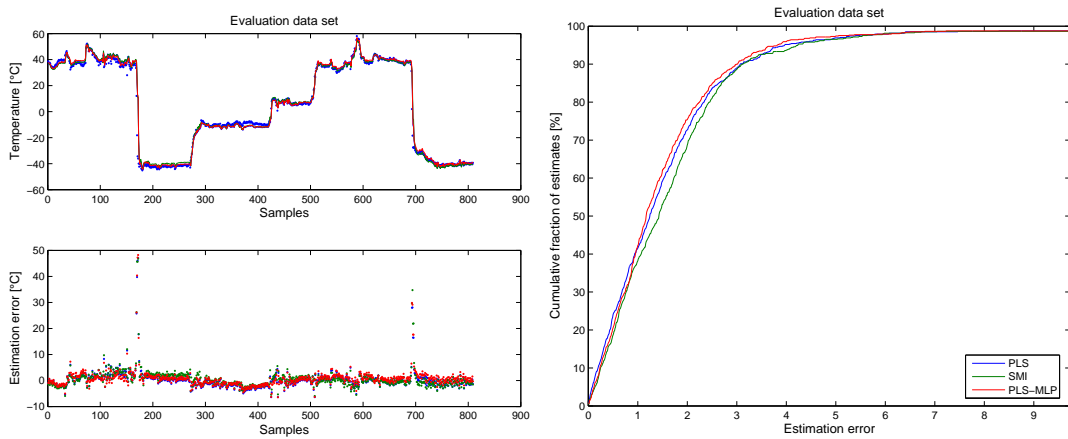 Evaluation data set
Temperature [°C]
60
40
20
0
−20
−40
−60
0 100 200 300 400 500 600 700 800 900
Samples
Estimation error [°C]
50
40
30
20
10
0
−10
0 100 200 300 400 500 600 700 800 900
Samples
Evaluation data set
Cumulative fraction of estimates [%]
100
90
80
70
60
50
40
30
20
10
0
0 1 2 3 4 5 6 7 8 9
Estimation error
PLS
SMI
PLS−MLP